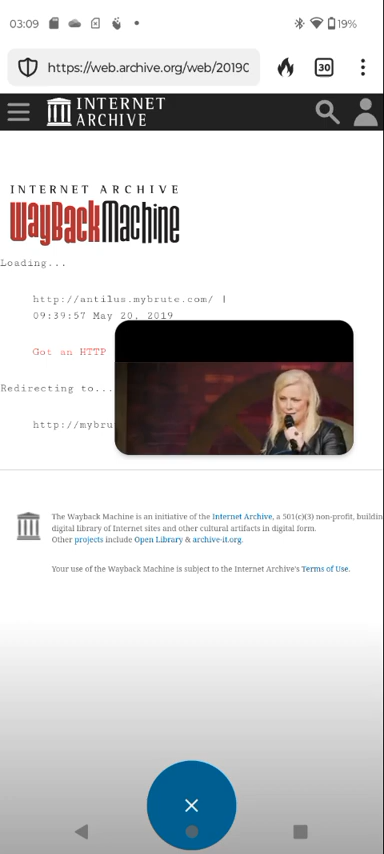 03:09
19%
https://web.archive.org/web/2019
30
INTERNET
ARCHIVE
INTERNET ARCHIVE
WayBackMachine
Loading...
http://antilus.mybrute.com/ |
09:39:57 May 20, 2019
Got an HTTP
Redirecting to...
http://mybru
The Wayback Machine is an initiative of the Internet Archive, a 501(c)(3) non-profit, buildin
digital library of Internet sites and other cultural artifacts in digital form.
Other projects include Open Library & archive-it.org.
Your use of the Wayback Machine is subject to the Internet Archive's Terms of Use.